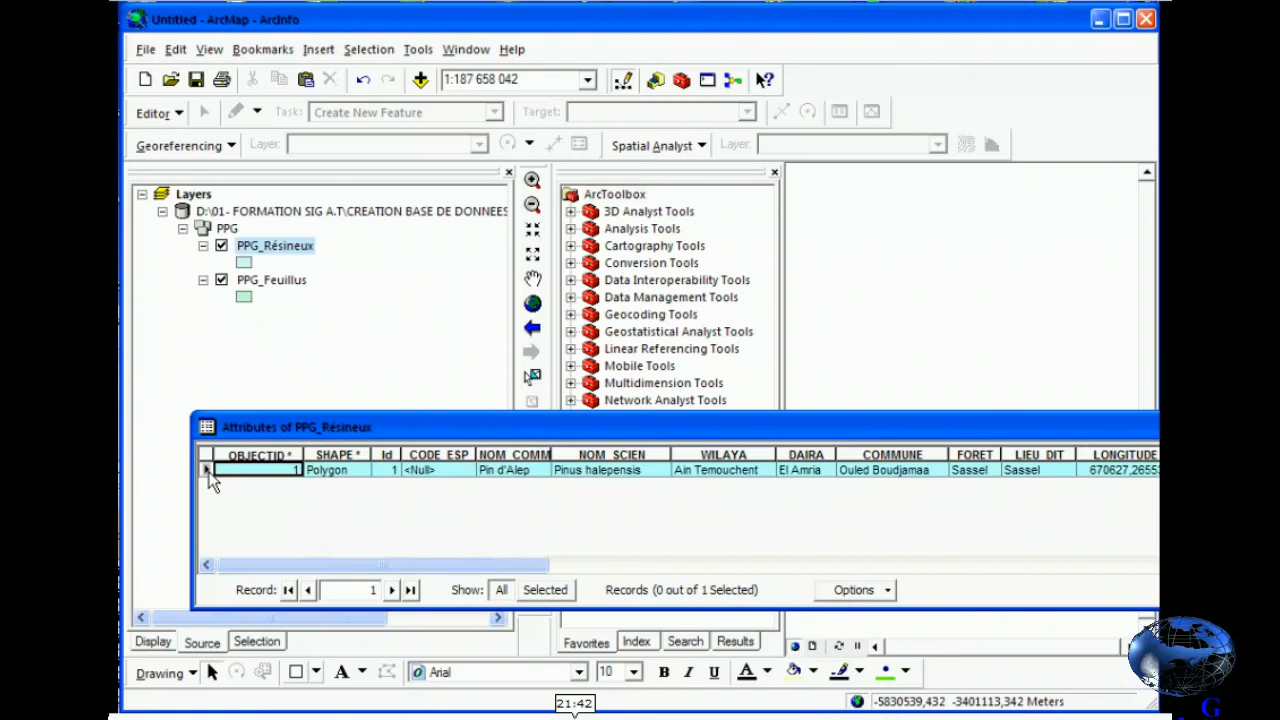 Untitled - ArcMap - ArcInfo
File Edit View Bookmarks Insert Selection Tools Window Help
1:187 658 042
Editor Task: Create New Feature Target:
Georeferencing Layer: Spatial Analyst Layer:
Layers
D:\01- FORMATION SIG A.T\CREATION BASE DE DONNEES
PPG
PPG_Résineux
PPG_Feuillus
ArcToolbox
3D Analyst Tools
Analysis Tools
Cartography Tools
Conversion Tools
Data Interoperability Tools
Data Management Tools
Geocoding Tools
Geostatistical Analyst Tools
Linear Referencing Tools
Mobile Tools
Multidimension Tools
Network Analyst Tools
Attributes of PPG_Résineux
OBJECTID * SHAPE * Id CODE_ESP NOM_COMM NOM_SCIEN WILAYA DAIRA COMMUNE FORET LIEU_DIT LONGITUDE
1 Polygon 1 <Null> Pin d'Alep Pinus halepensis Ain Temouchent El Amria Ouled Boudjamaa Sassel Sassel 670627,2655
Record: 1 Show: All Selected Records (0 out of 1 Selected) Options
Display Source Selection
Favorites Index Search Results
Drawing A Arial 10 B I U A
21:42
-5830539,432 -3401113,342 Meters
G